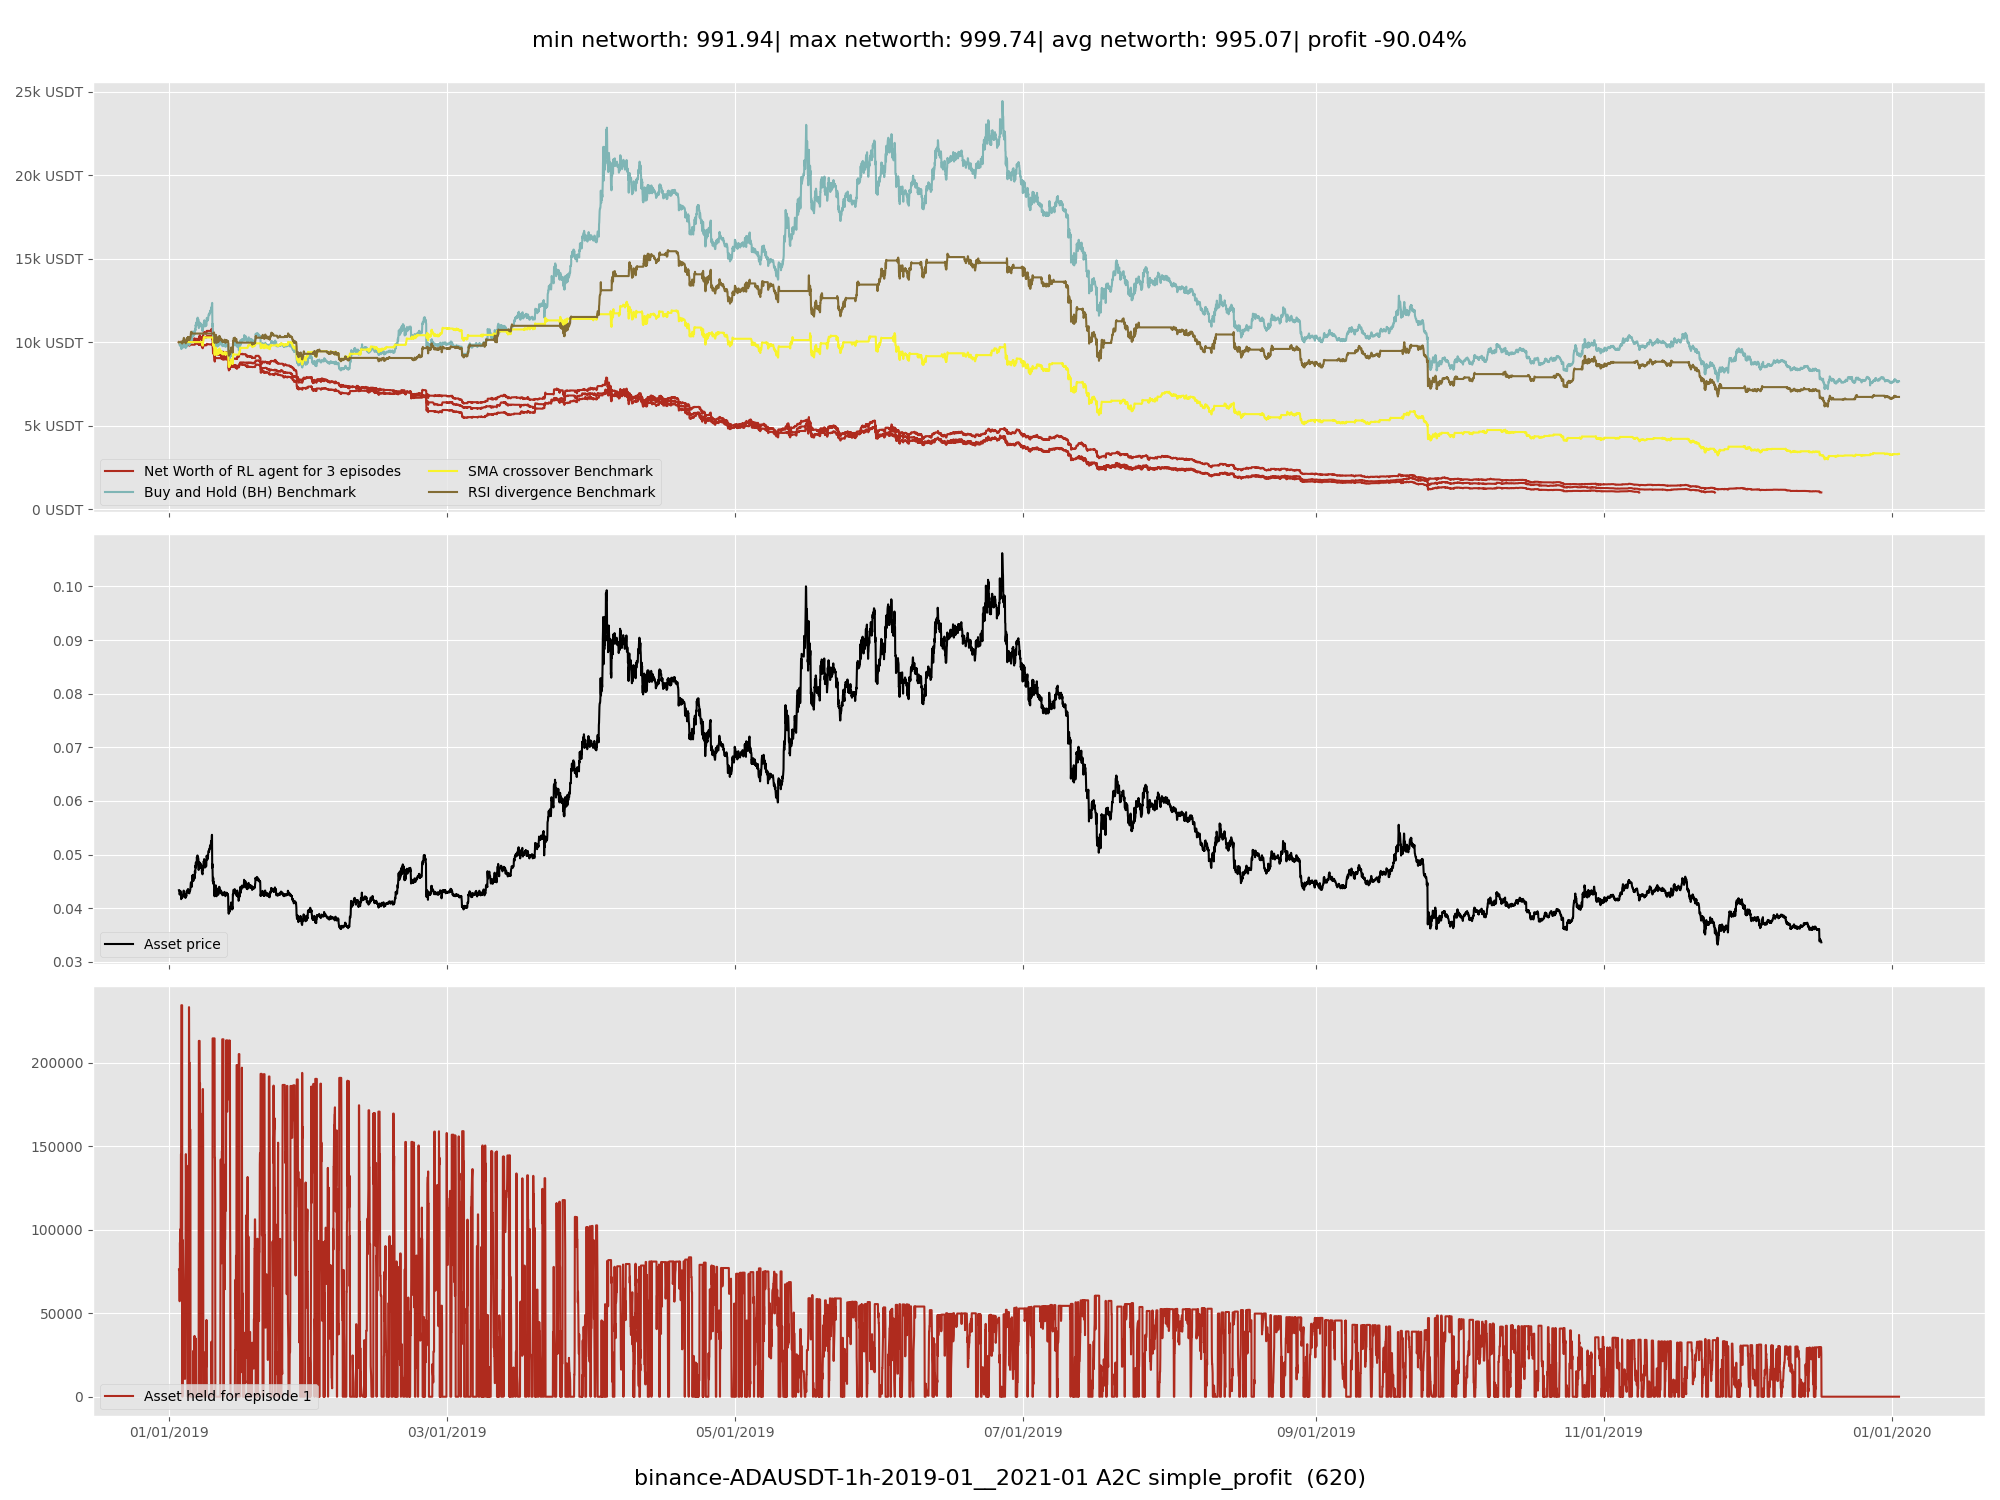 min networth: 991.94| max networth: 999.74| avg networth: 995.07| profit -90.04%
25k USDT
20k USDT
15k USDT
10k USDT
5k USDT
0 USDT
Net Worth of RL agent for 3 episodes
Buy and Hold (BH) Benchmark
SMA crossover Benchmark
RSI divergence Benchmark
0.10
0.09
0.08
0.07
0.06
0.05
0.04
0.03
Asset price
200000
150000
100000
50000
0
Asset held for episode 1
01/01/2019 03/01/2019 05/01/2019 07/01/2019 09/01/2019 11/01/2019 01/01/2020
binance-ADAUSDT-1h-2019-01__2021-01 A2C simple_profit  (620)